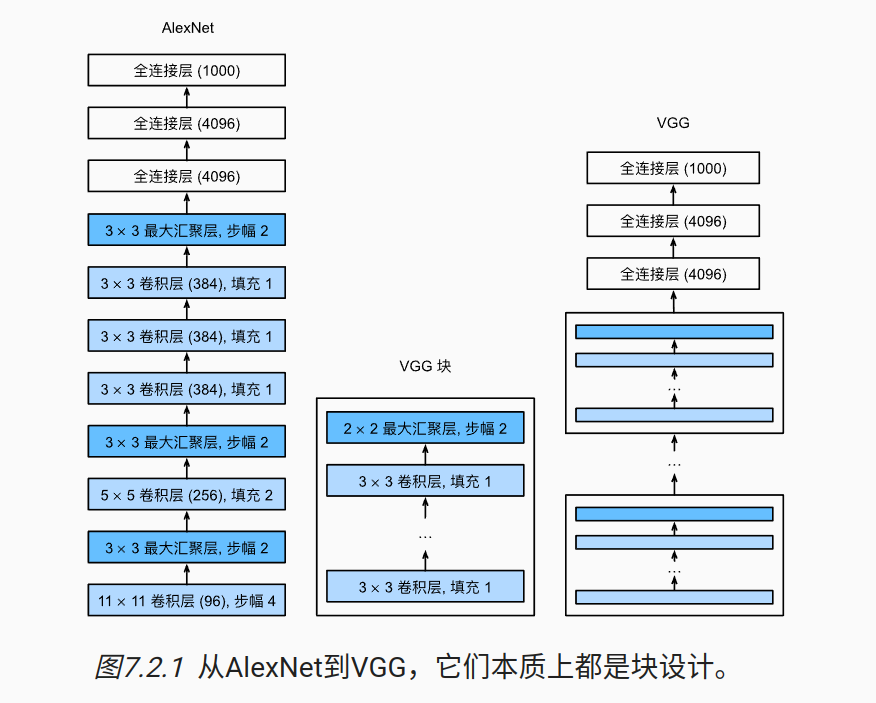 AlexNet
全连接层 (1000)
全连接层 (4096)
全连接层 (4096)
3 × 3 最大汇聚层, 步幅 2
3 × 3 卷积层 (384), 填充 1
3 × 3 卷积层 (384), 填充 1
3 × 3 卷积层 (384), 填充 1
3 × 3 最大汇聚层, 步幅 2
5 × 5 卷积层 (256), 填充 2
3 × 3 最大汇聚层, 步幅 2
11 × 11 卷积层 (96), 步幅 4
VGG 块
2 × 2 最大汇聚层, 步幅 2
3 × 3 卷积层, 填充 1
...
3 × 3 卷积层, 填充 1
VGG
全连接层 (1000)
全连接层 (4096)
全连接层 (4096)
...
...
...
图7.2.1 从AlexNet到VGG，它们本质上都是块设计。